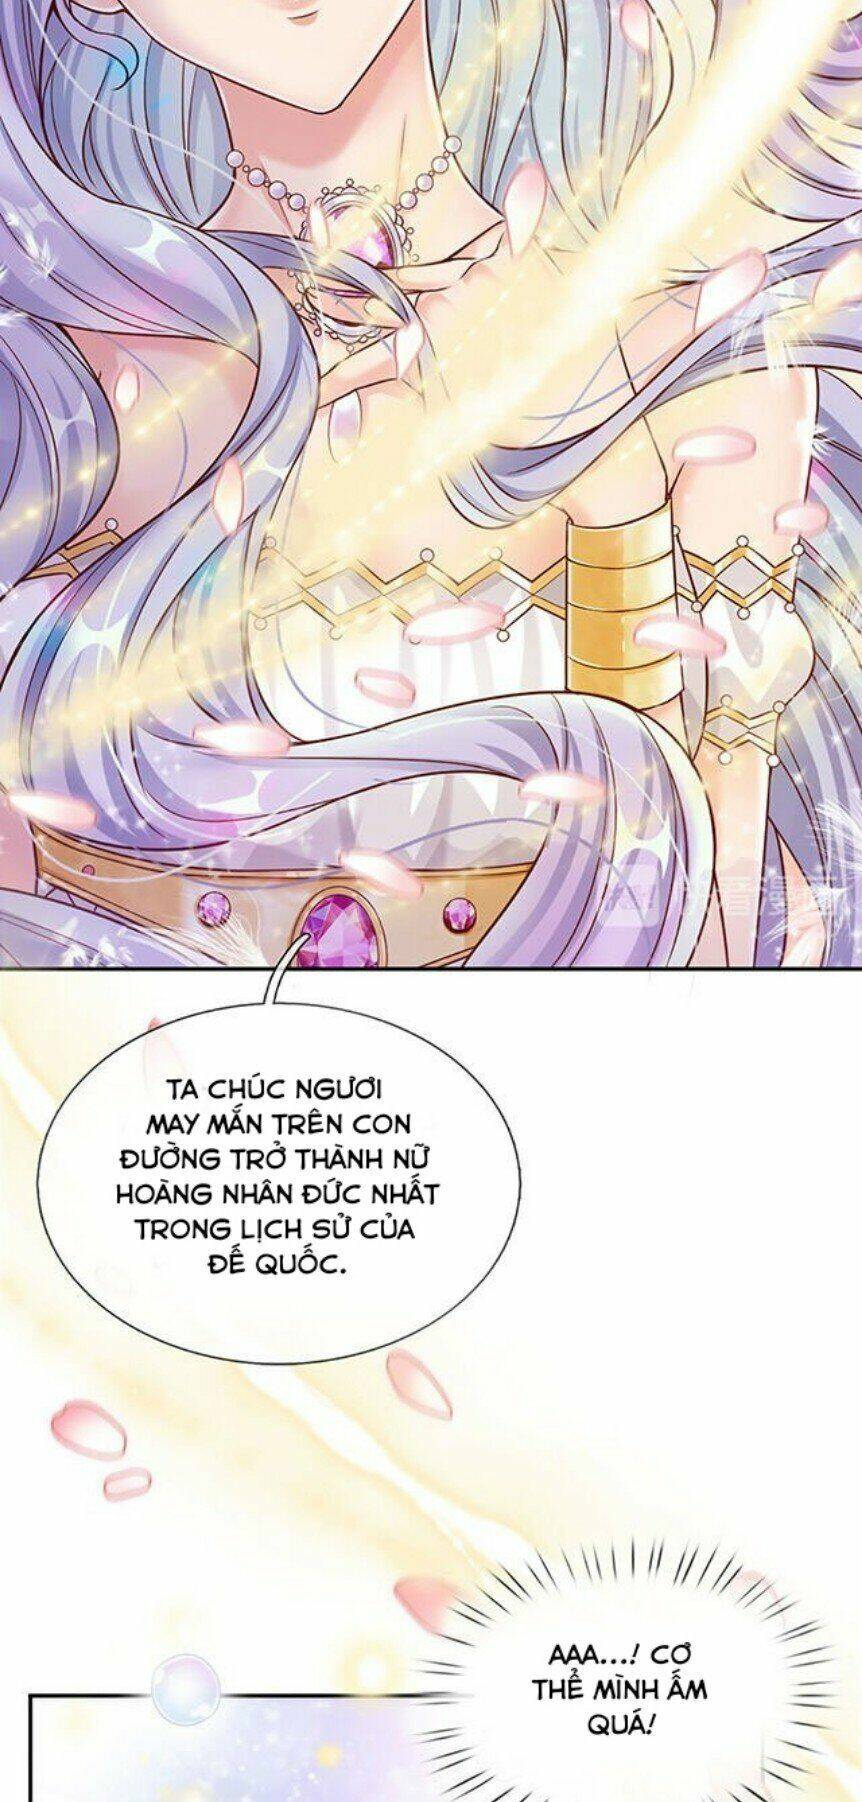 TA CHÚC NGƯƠI
MAY MẮN TRÊN CON
ĐƯỜNG TRỞ THÀNH NỮ
HOÀNG NHÂN ĐỨC NHẤT
TRONG LỊCH SỬ CỦA
ĐẾ QUỐC.
AAA...! CƠ
THỂ MÌNH ẤM
QUÁ!